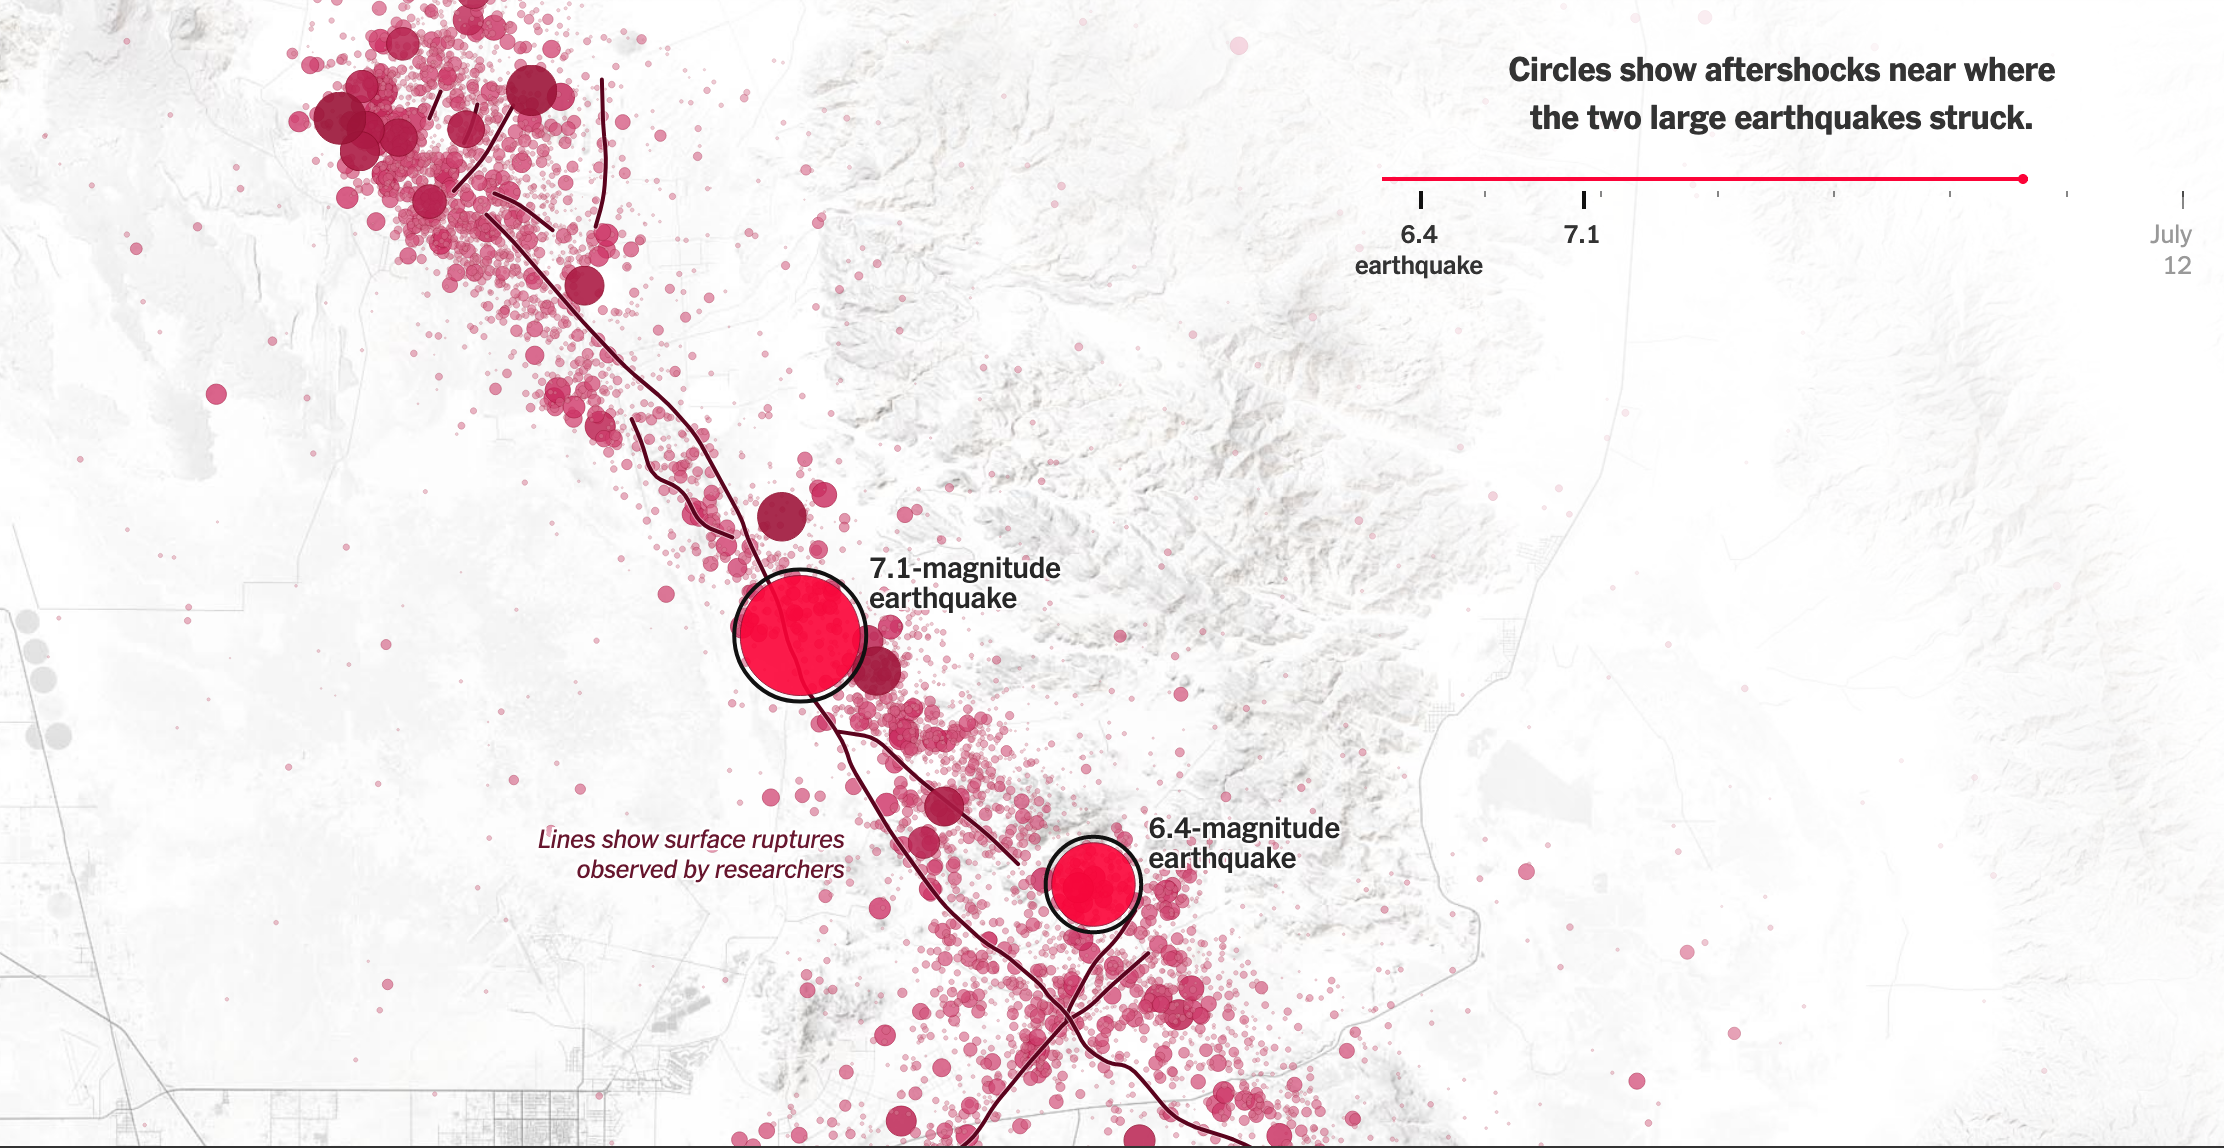 Circles show aftershocks near where
the two large earthquakes struck.
6.4
earthquake
7.1
July
12
7.1-magnitude
earthquake
6.4-magnitude
earthquake
Lines show surface ruptures
observed by researchers